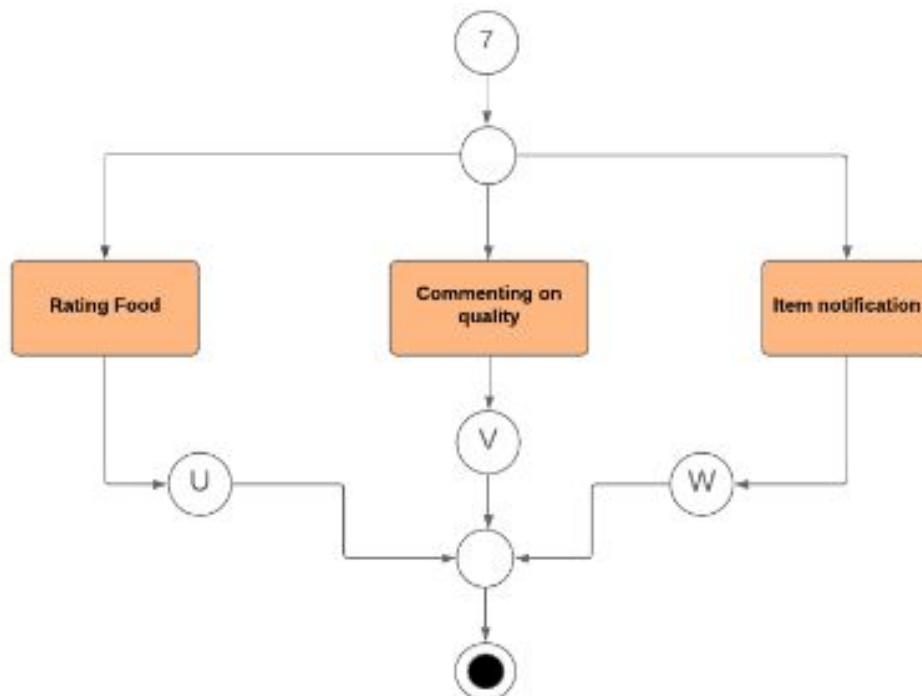 7
Rating Food
Commenting on
quality
Item notification
U
V
W